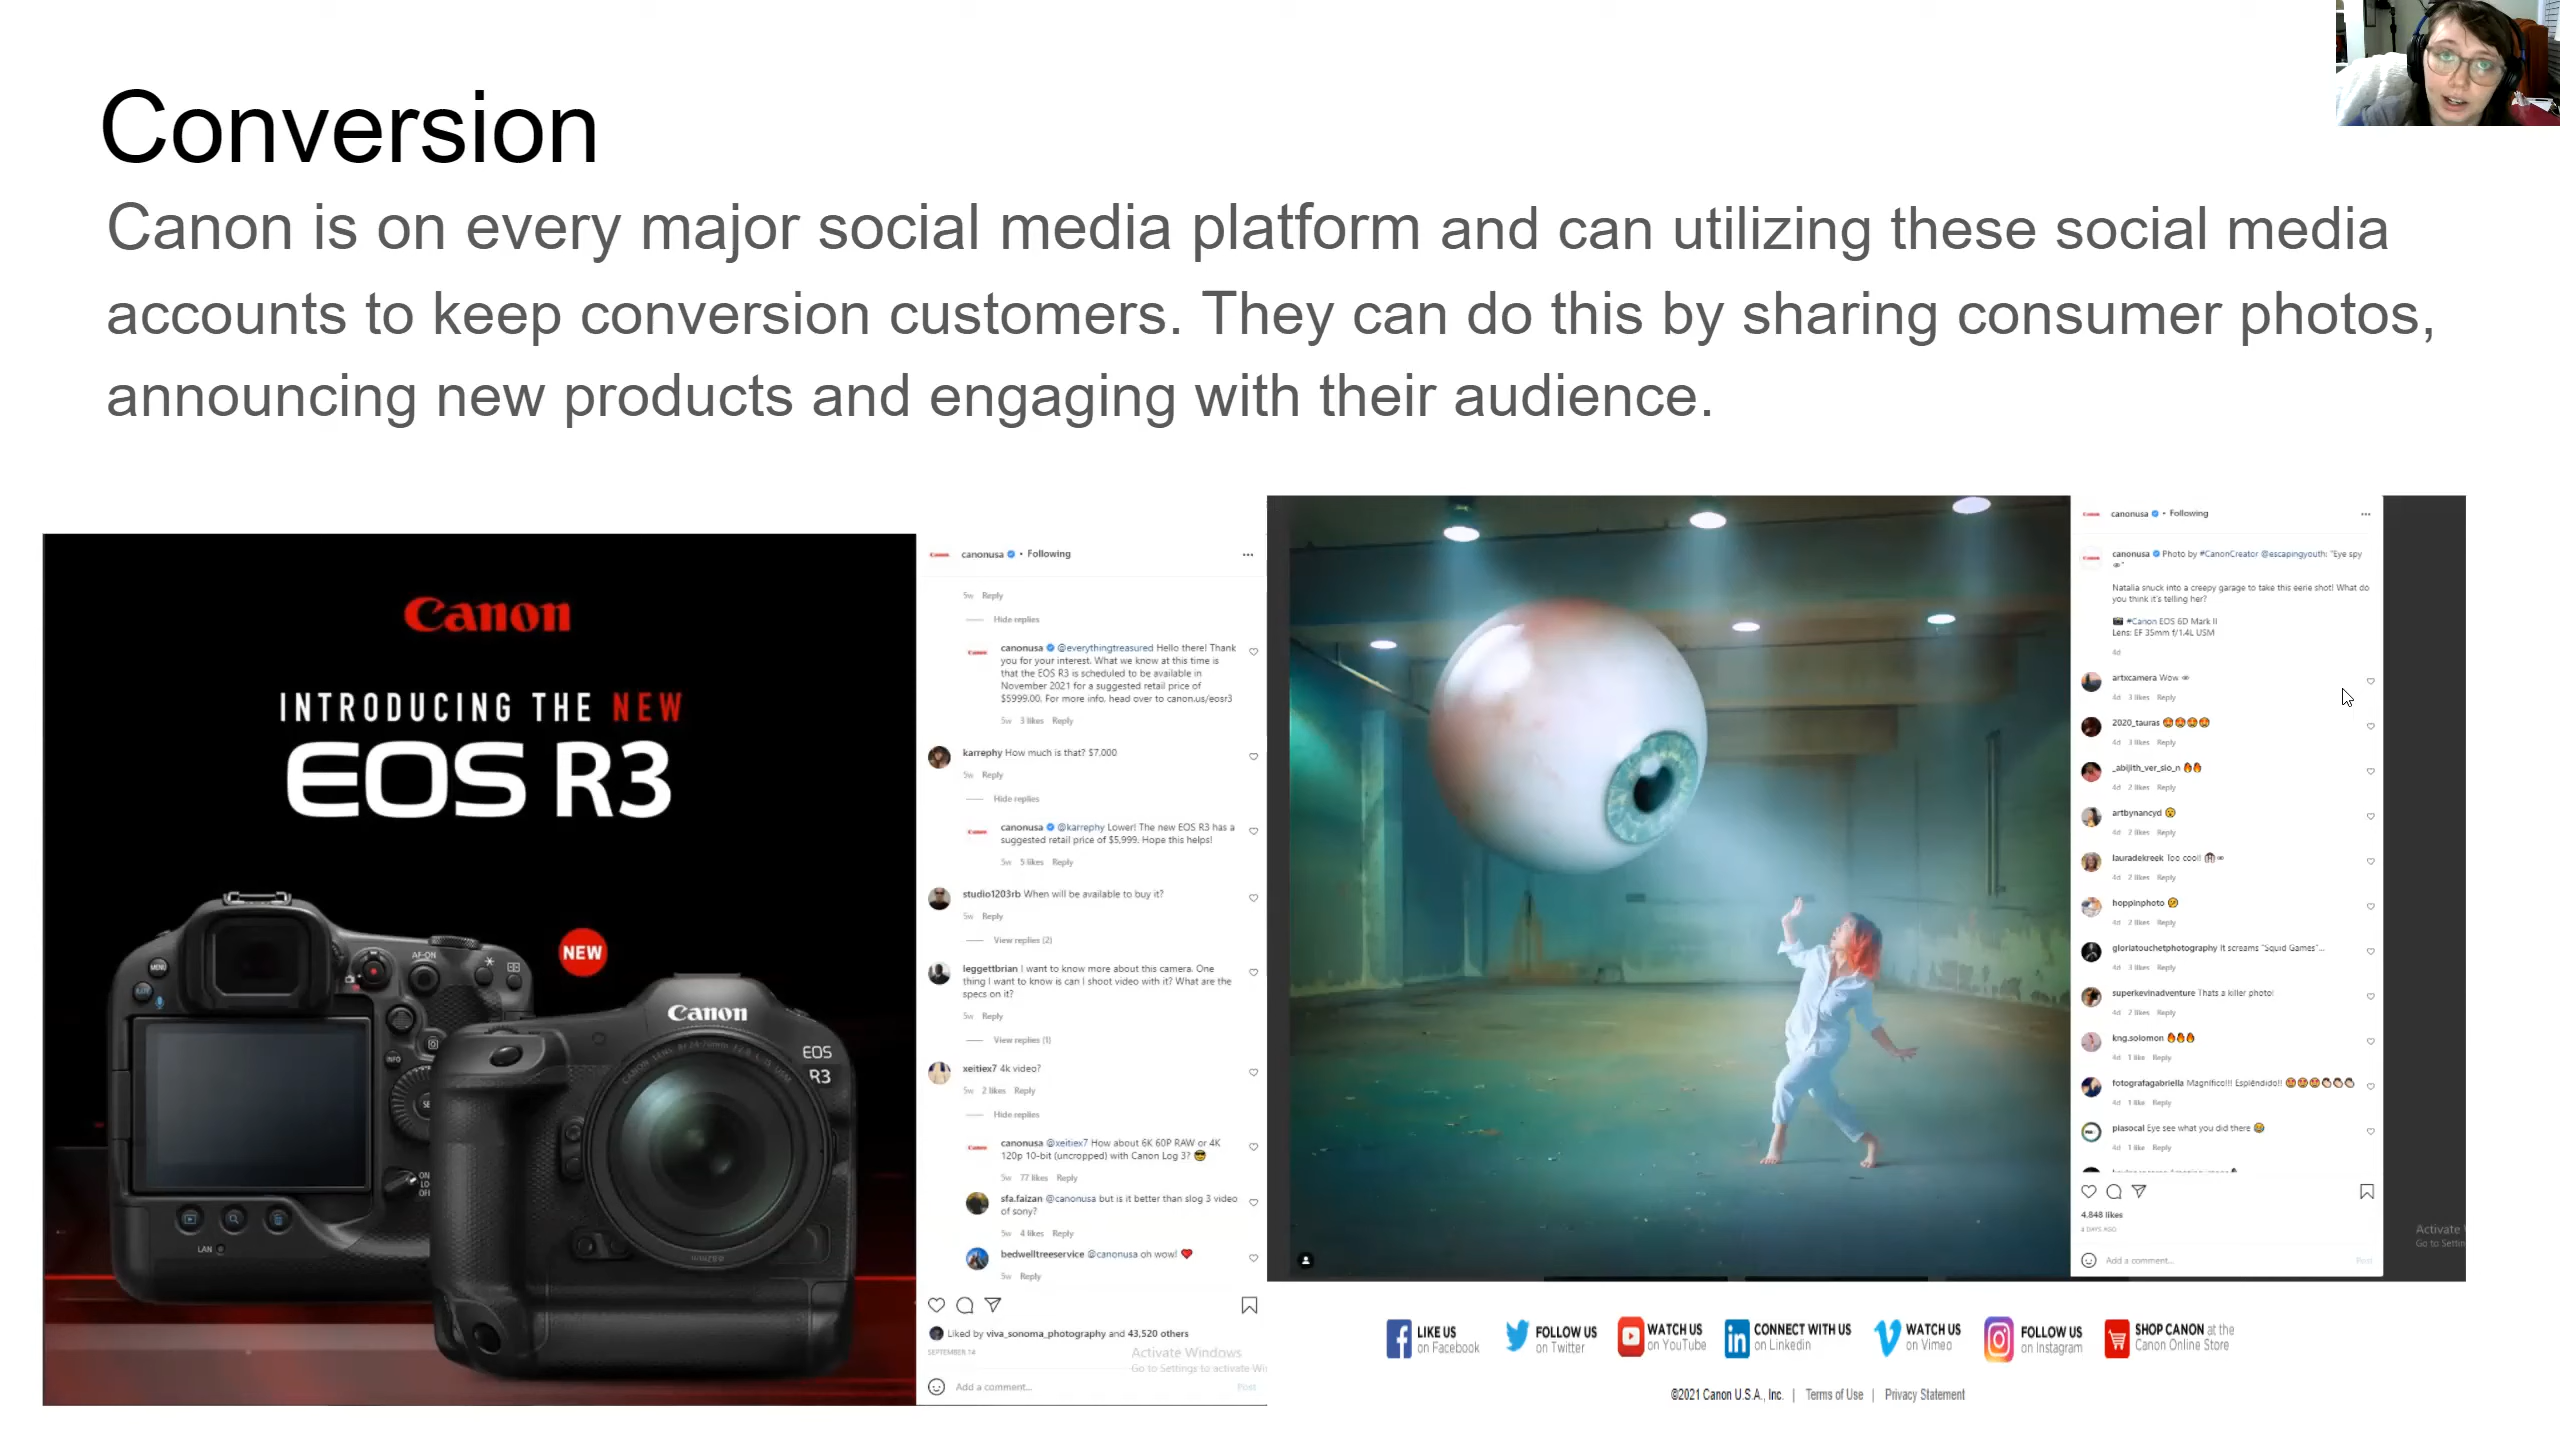 Conversion
Canon is on every major social media platform and can utilizing these social media
accounts to keep conversion customers. They can do this by sharing consumer photos,
announcing new products and engaging with their audience.
Canon
INTRODUCING THE NEW
EOS R3
NEW
MENU
RATE
AF-ON
INFO
LAN
Canon
EOS
R3
canonusa • Following
5w Reply
Hide replies
canonusa @everythingtreasured Hello there! Thank
you for your interest. What we know at this time is
that the EOS R3 is scheduled to be available in
November 2021 for a suggested retail price of
$5999.00. For more info, head over to canon.us/eosr3
5w 3 likes Reply
karrephy How much is that? $7.000
5w Reply
Hide replies
canonusa @karrephy Lower! The new EOS R3 has a
suggested retail price of $5,999. Hope this helps!
5w 5 likes Reply
studio1203rb When will be available to buy it?
5w Reply
View replies (2)
leggettbrian I want to know more about this camera. One
thing I want to know is can I shoot video with it? What are the
specs on it?
5w Reply
View replies (1)
xeitiex7 4k video?
5w 2 likes Reply
Hide replies
canonusa @xeitiex7 How about 6K 60P RAW or 4K
120p 10-bit (uncropped) with Canon Log 3? 😎
5w 77 likes Reply
sfa.faizan @canonusa but is it better than slog 3 video
of sony?
5w 4 likes Reply
bedwelltreeservice @canonusa oh wow! ❤️
5w Reply
Liked by viva_sonoma_photography and 43,520 others
SEPTEMBER 14
Activate Windows
Go to Settings to activate Wi
Add a comment... Post
canonusa • Following
canonusa Photo by #CanonCreator @escapingyouth: "Eye spy
👁"
Natalia snuck into a creepy garage to take this eerie shot! What do
you think it's telling her?
📷 #Canon EOS 6D Mark II
Lens: EF 35mm f/1.4L USM
4d
artxcamera Wow 👁
4d 3 likes Reply
2020_tauras 🤩🤩🤩🤩
4d 3 likes Reply
_abijith_ver_sio_n 🔥🔥
4d 2 likes Reply
artbynancyd 😮
4d 2 likes Reply
lauradekreek Too cool!
4d 2 likes Reply
hoppinphoto
4d 2 likes Reply
gloriatouchetphotography It screams "Squid Games"...
4d 3 likes Reply
superkevinadventure Thats a killer photo!
4d 2 likes Reply
kng.solomon 🔥🔥🔥
4d 1 like Reply
fotografagabriella Magnífico!!! Espléndido!! 🤩🤩🤩👏👏👏
4d 1 like Reply
piasocal Eye see what you did there 😂
4d 1 like Reply
4,848 likes
4 DAYS AGO
Add a comment... Post
Activate
Go to Settin
LIKE US
on Facebook
FOLLOW US
on Twitter
WATCH US
on YouTube
CONNECT WITH US
on Linkedin
WATCH US
on Vimeo
FOLLOW US
on Instagram
SHOP CANON at the
Canon Online Store
©2021 Canon U.S.A., Inc. | Terms of Use | Privacy Statement